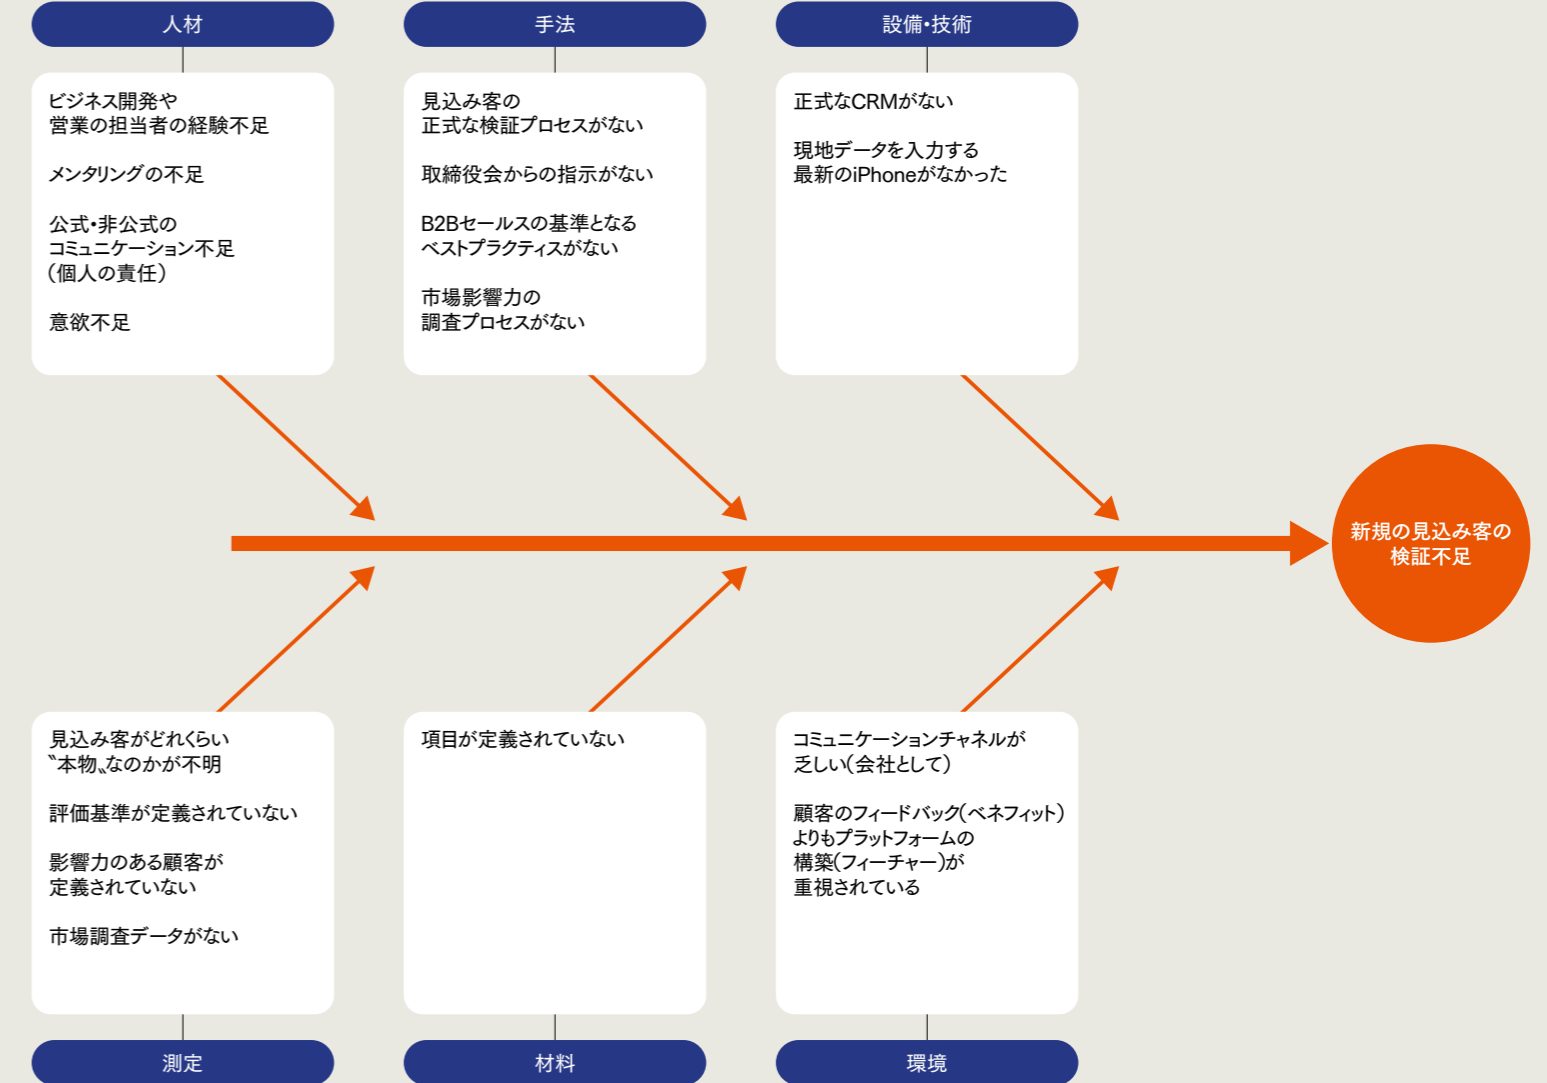 人材
ビジネス開発や
営業の担当者の経験不足
メンタリングの不足
公式・非公式の
コミュニケーション不足
（個人の責任）
意欲不足
手法
見込み客の
正式な検証プロセスがない
取締役会からの指示がない
B2Bセールスの基準となる
ベストプラクティスがない
市場影響力の
調査プロセスがない
設備・技術
正式なCRMがない
現地データを入力する
最新のiPhoneがなかった
新規の見込み客の
検証不足
見込み客がどれくらい
〝本物〟なのかが不明
評価基準が定義されていない
影響力のある顧客が
定義されていない
市場調査データがない
測定
項目が定義されていない
材料
コミュニケーションチャネルが
乏しい（会社として）
顧客のフィードバック（ベネフィット）
よりもプラットフォームの
構築（フィーチャー）が
重視されている
環境